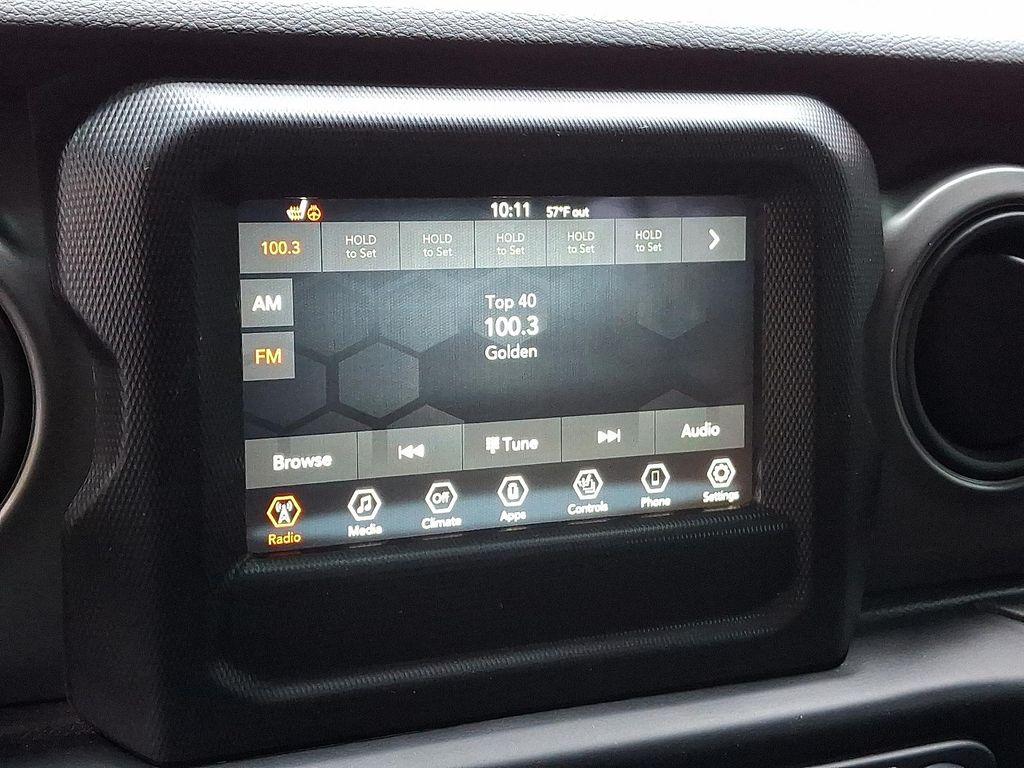 10:11 57°F out
100.3 HOLD to Set HOLD to Set HOLD to Set HOLD to Set HOLD to Set
AM
FM
Top 40
100.3
Golden
Browse Tune Audio
Radio Media Off Climate Apps Controls Phone Settings